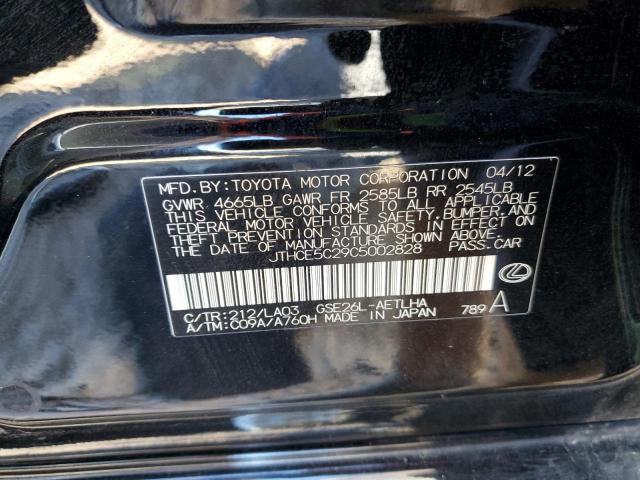 MFD. BY: TOYOTA MOTOR CORPORATION 04/12
GVWR 4665LB GAWR FR 2585LB RR 2545LB
THIS VEHICLE CONFORMS TO ALL APPLICABLE
FEDERAL MOTOR VEHICLE SAFETY, BUMPER, AND
THEFT PREVENTION STANDARDS IN EFFECT ON
THE DATE OF MANUFACTURE SHOWN ABOVE.
JTHCE5C29C5002828 PASS. CAR
C/TR: 212/LA03 GSE26L-AETLHA
A/TM: C09A/A760H MADE IN JAPAN 789 A